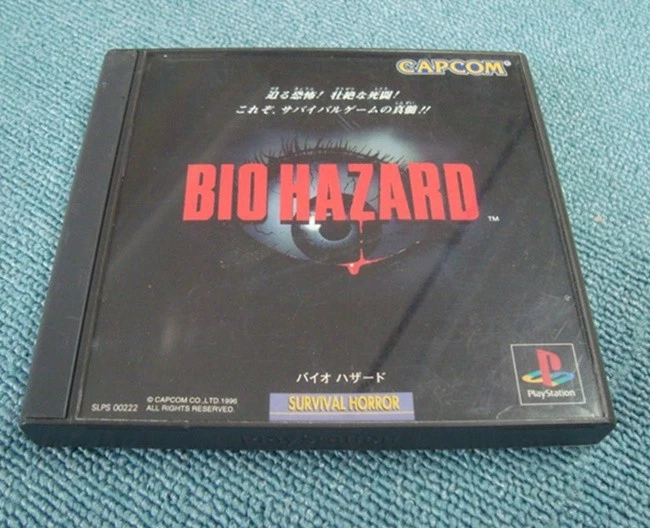 CAPCOM
迫る恐怖! 壮絶な死闘!
これぞ、サバイバルゲームの真髄!!
BIO HAZARD™
バイオ ハザード
SURVIVAL HORROR
SLPS 00222
© CAPCOM CO.,LTD.1996
ALL RIGHTS RESERVED.
PlayStation